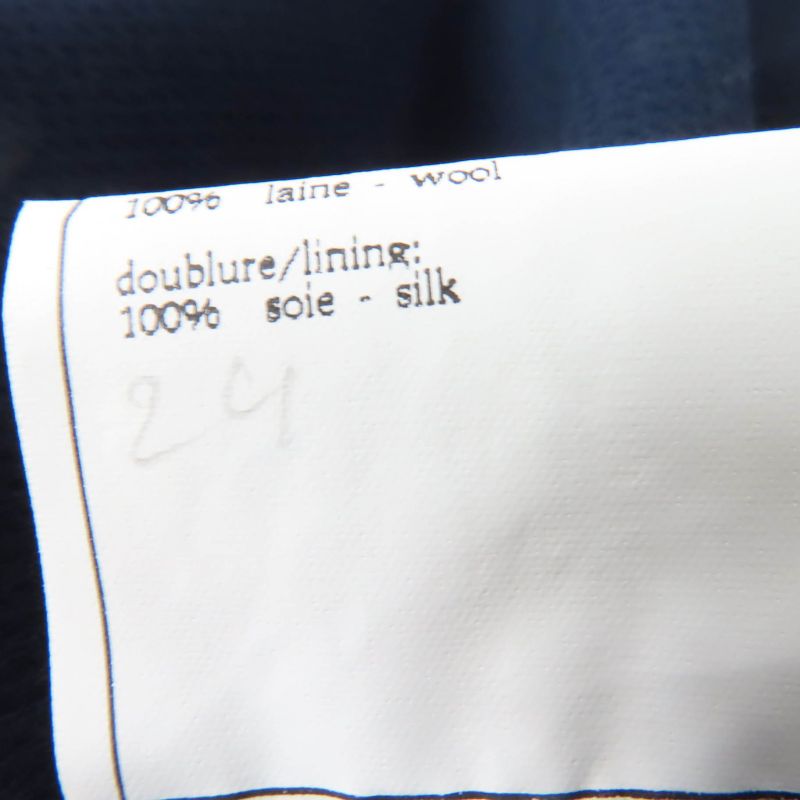 100% laine - wool
doublure/lining:
100% soie - silk
24